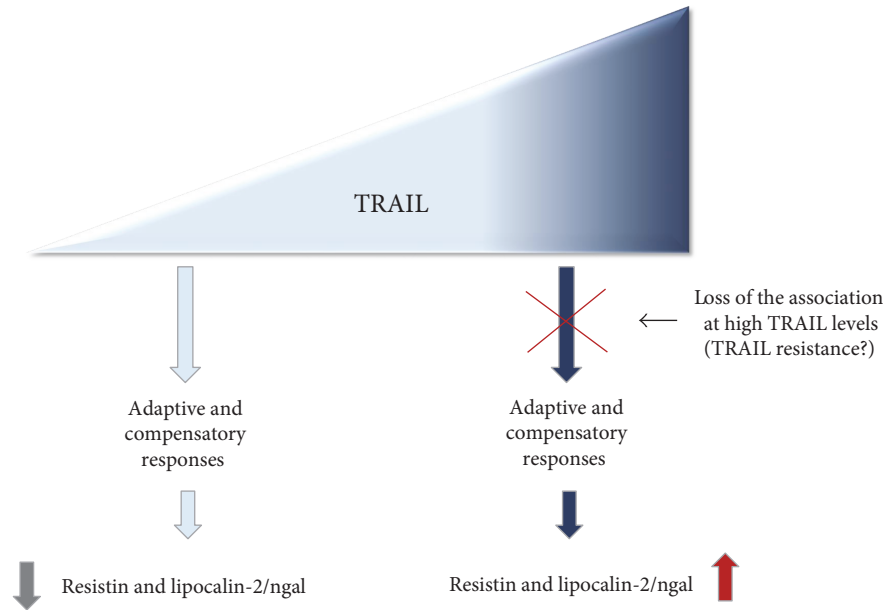 TRAIL
Loss of the association
at high TRAIL levels
(TRAIL resistance?)
Adaptive and
compensatory
responses
Adaptive and
compensatory
responses
Resistin and lipocalin-2/ngal
Resistin and lipocalin-2/ngal